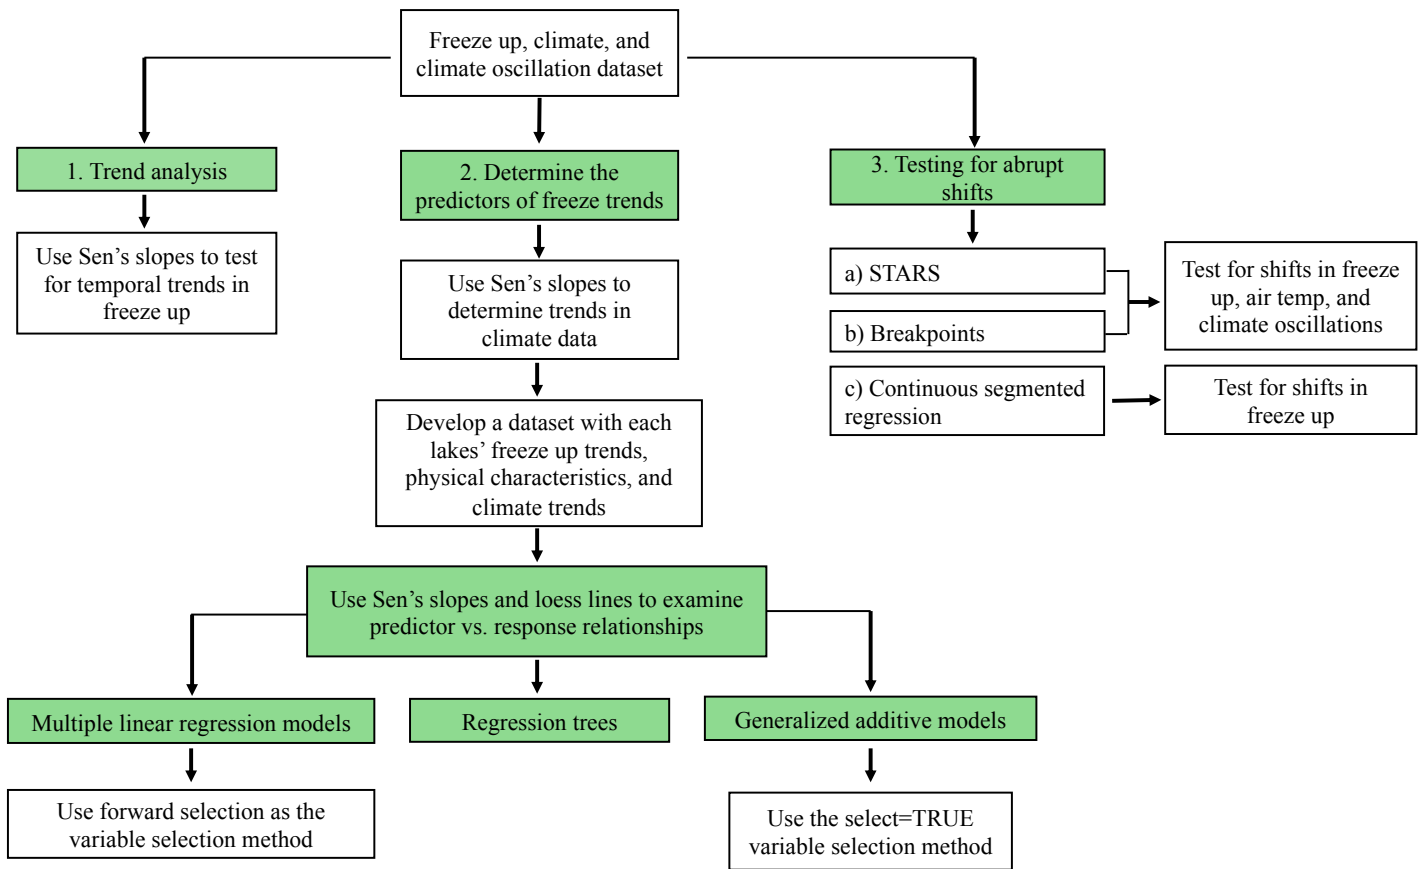 Freeze up, climate, and
climate oscillation dataset
1. Trend analysis
Use Sen’s slopes to test
for temporal trends in
freeze up
2. Determine the
predictors of freeze trends
Use Sen’s slopes to
determine trends in
climate data
Develop a dataset with each
lakes’ freeze up trends,
physical characteristics, and
climate trends
Use Sen’s slopes and loess lines to examine
predictor vs. response relationships
Multiple linear regression models
Use forward selection as the
variable selection method
Regression trees
Generalized additive models
Use the select=TRUE
variable selection method
3. Testing for abrupt
shifts
a) STARS
b) Breakpoints
Test for shifts in freeze
up, air temp, and
climate oscillations
c) Continuous segmented
regression
Test for shifts in
freeze up